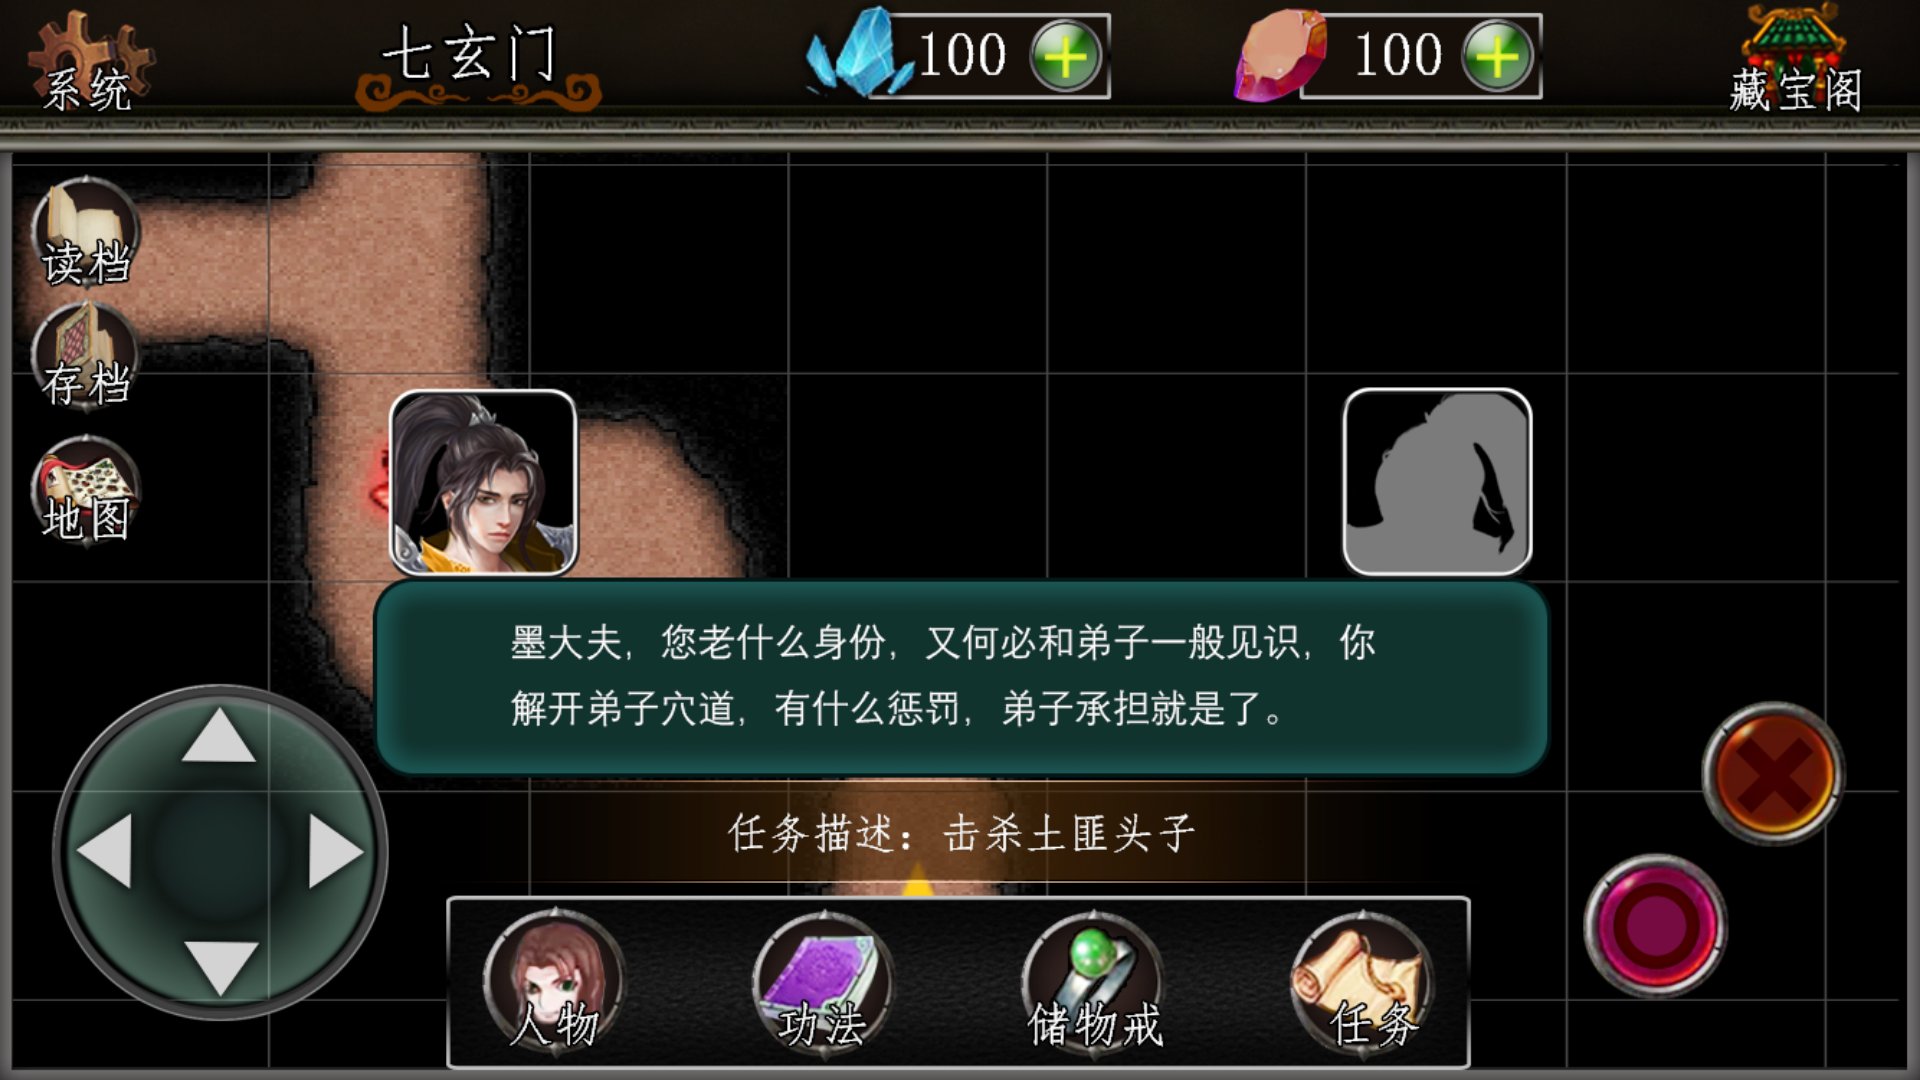 系统
七玄门
100
100
藏宝阁
读档
存档
地图
墨大夫，您老什么身份，又何必和弟子一般见识，你
解开弟子穴道，有什么惩罚，弟子承担就是了。
任务描述：击杀土匪头子
人物
功法
储物戒
任务